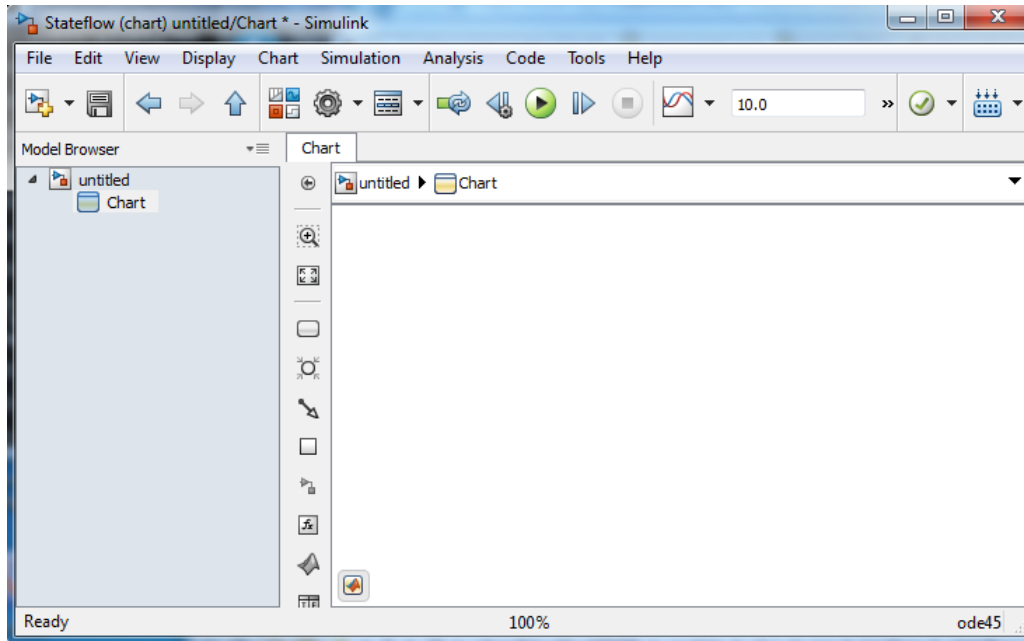 Stateflow (chart) untitled/Chart * - Simulink
File Edit View Display Chart Simulation Analysis Code Tools Help
10.0 »
Model Browser
Chart
untitled
Chart
untitled Chart
Ready 100% ode45